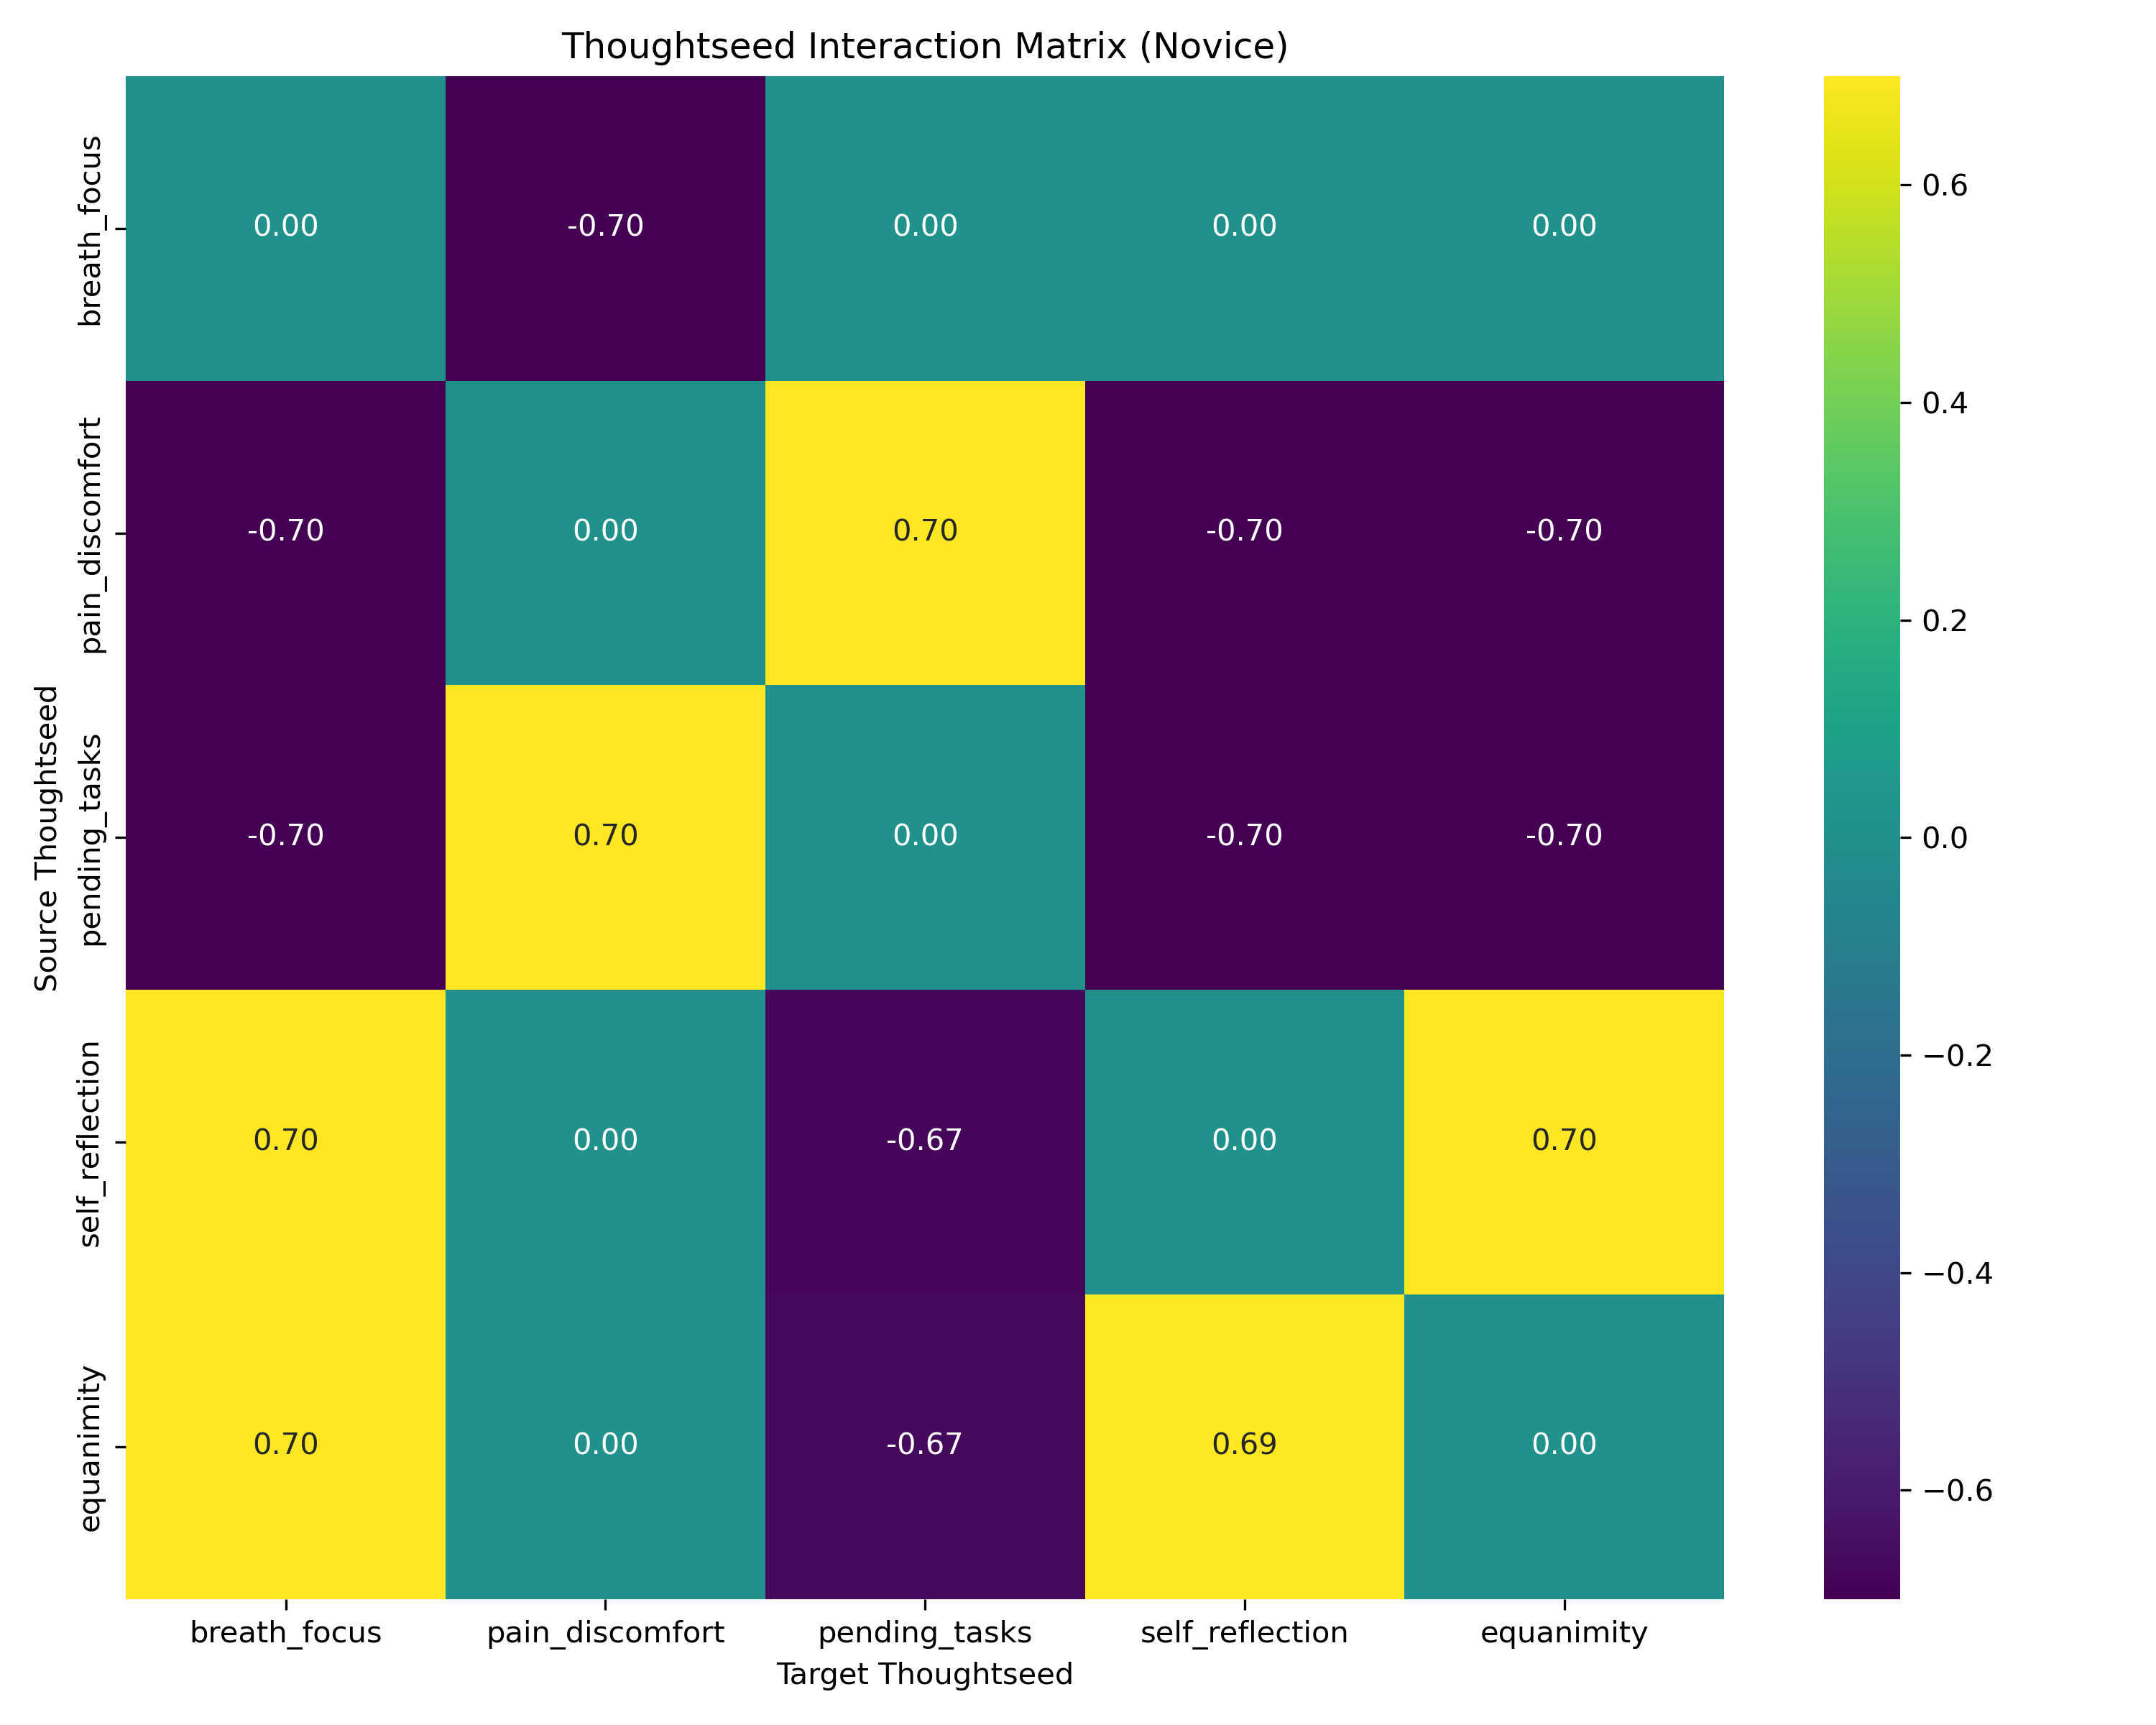 Thoughtseed Interaction Matrix (Novice)
Source Thoughtseed
breath_focus
0.00 -0.70 0.00 0.00 0.00
pain_discomfort
-0.70 0.00 0.70 -0.70 -0.70
pending_tasks
-0.70 0.70 0.00 -0.70 -0.70
self_reflection
0.70 0.00 -0.67 0.00 0.70
equanimity
0.70 0.00 -0.67 0.69 0.00
breath_focus pain_discomfort pending_tasks self_reflection equanimity
Target Thoughtseed
0.6
0.4
0.2
0.0
−0.2
−0.4
−0.6